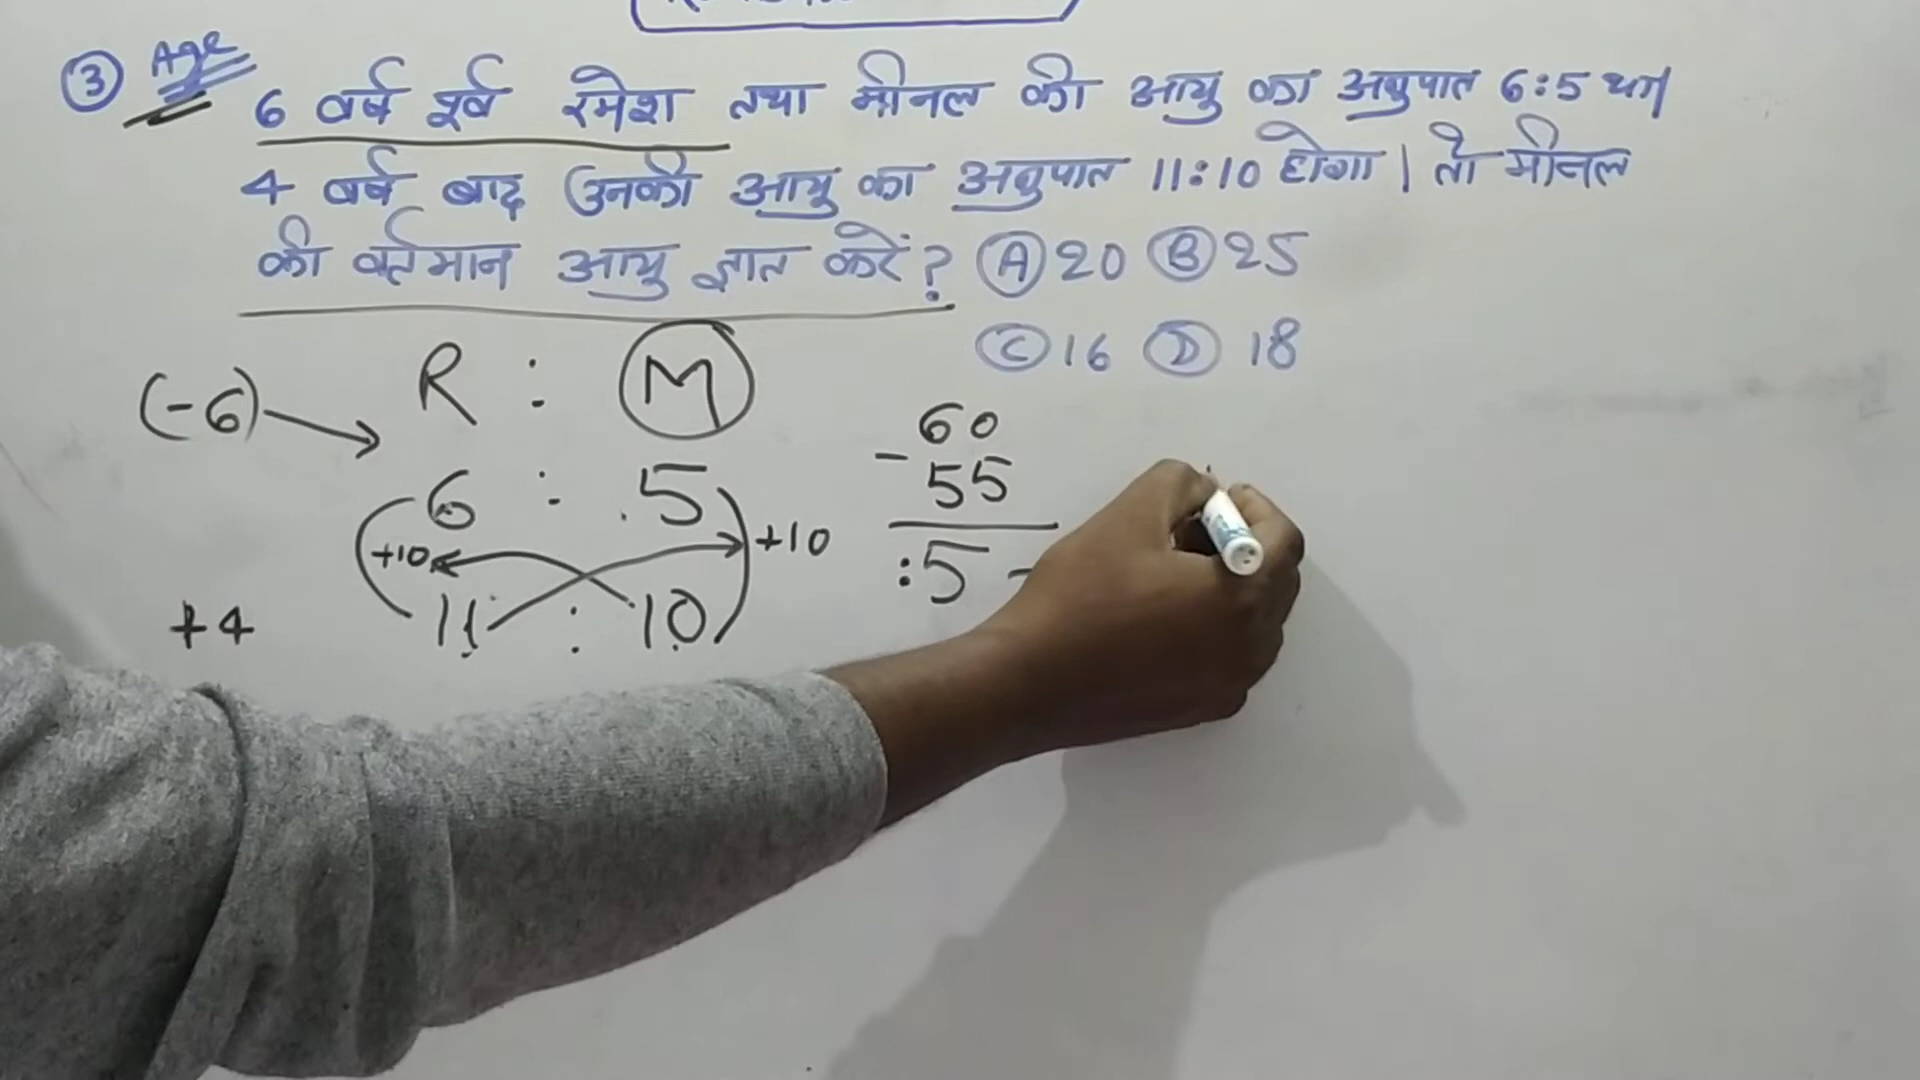 ③ Age
6 वर्ष पूर्व रमेश तथा मीनल की आयु का अनुपात 6:5 था।
4 वर्ष बाद उनकी आयु का अनुपात 11:10 होगा। तो मीनल
की वर्तमान आयु ज्ञात करें? Ⓐ 20 Ⓑ 25
Ⓒ 16 Ⓓ 18
(-6) R : M
6 : 5
+10 +10
+4 11 : 10
60
- 55
:5 -